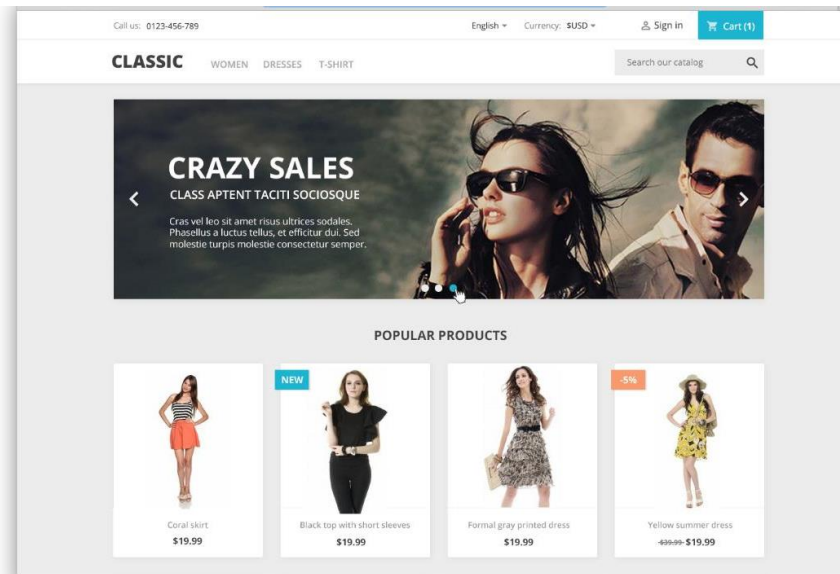 Call us: 0123-456-789
English
Currency: $USD
Sign in
Cart (1)
CLASSIC
WOMEN
DRESSES
T-SHIRT
Search our catalog
CRAZY SALES
CLASS APTENT TACITI SOCIOSQUE
Cras vel leo sit amet risus ultrices sodales.
Phasellus a luctus tellus, et efficitur dui. Sed
molestie turpis molestie consectetur semper.
POPULAR PRODUCTS
Coral skirt
$19.99
NEW
Black top with short sleeves
$19.99
Formal gray printed dress
$19.99
-5%
Yellow summer dress
$39.99 $19.99